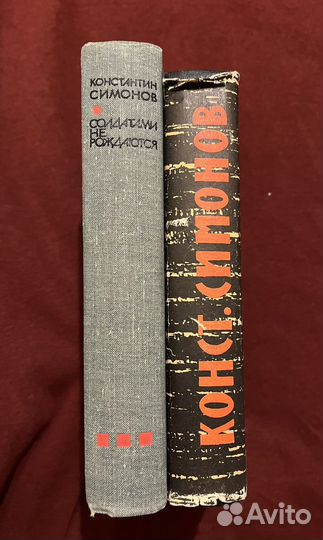 КОНСТАНТИН
СИМОНОВ
СОЛДАТАМИ
НЕ
РОЖДАЮТСЯ
КОНСТ. СИМОНОВ
Avito